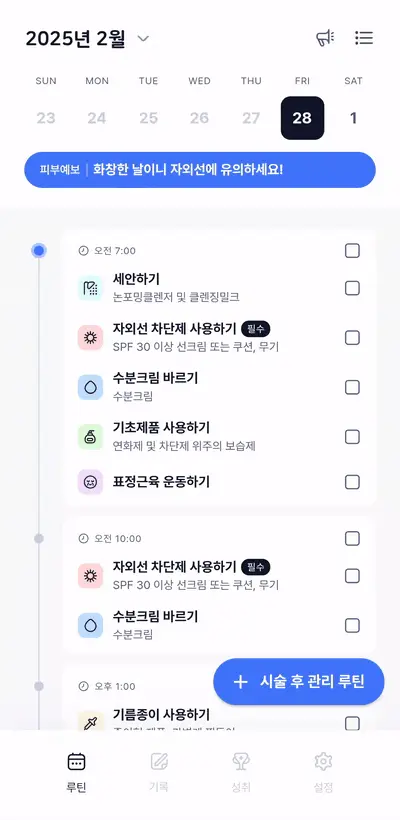 2025년 2월
SUN MON TUE WED THU FRI SAT
23 24 25 26 27 28 1
피부예보 | 화창한 날이니 자외선에 유의하세요!
오전 7:00
세안하기
논포밍클렌저 및 클렌징밀크
자외선 차단제 사용하기 필수
SPF 30 이상 선크림 또는 쿠션, 무기
수분크림 바르기
수분크림
기초제품 사용하기
연화제 및 차단제 위주의 보습제
표정근육 운동하기
오전 10:00
자외선 차단제 사용하기 필수
SPF 30 이상 선크림 또는 쿠션, 무기
수분크림 바르기
수분크림
오후 1:00
시술 후 관리 루틴
기름종이 사용하기
루틴 기록 성취 설정